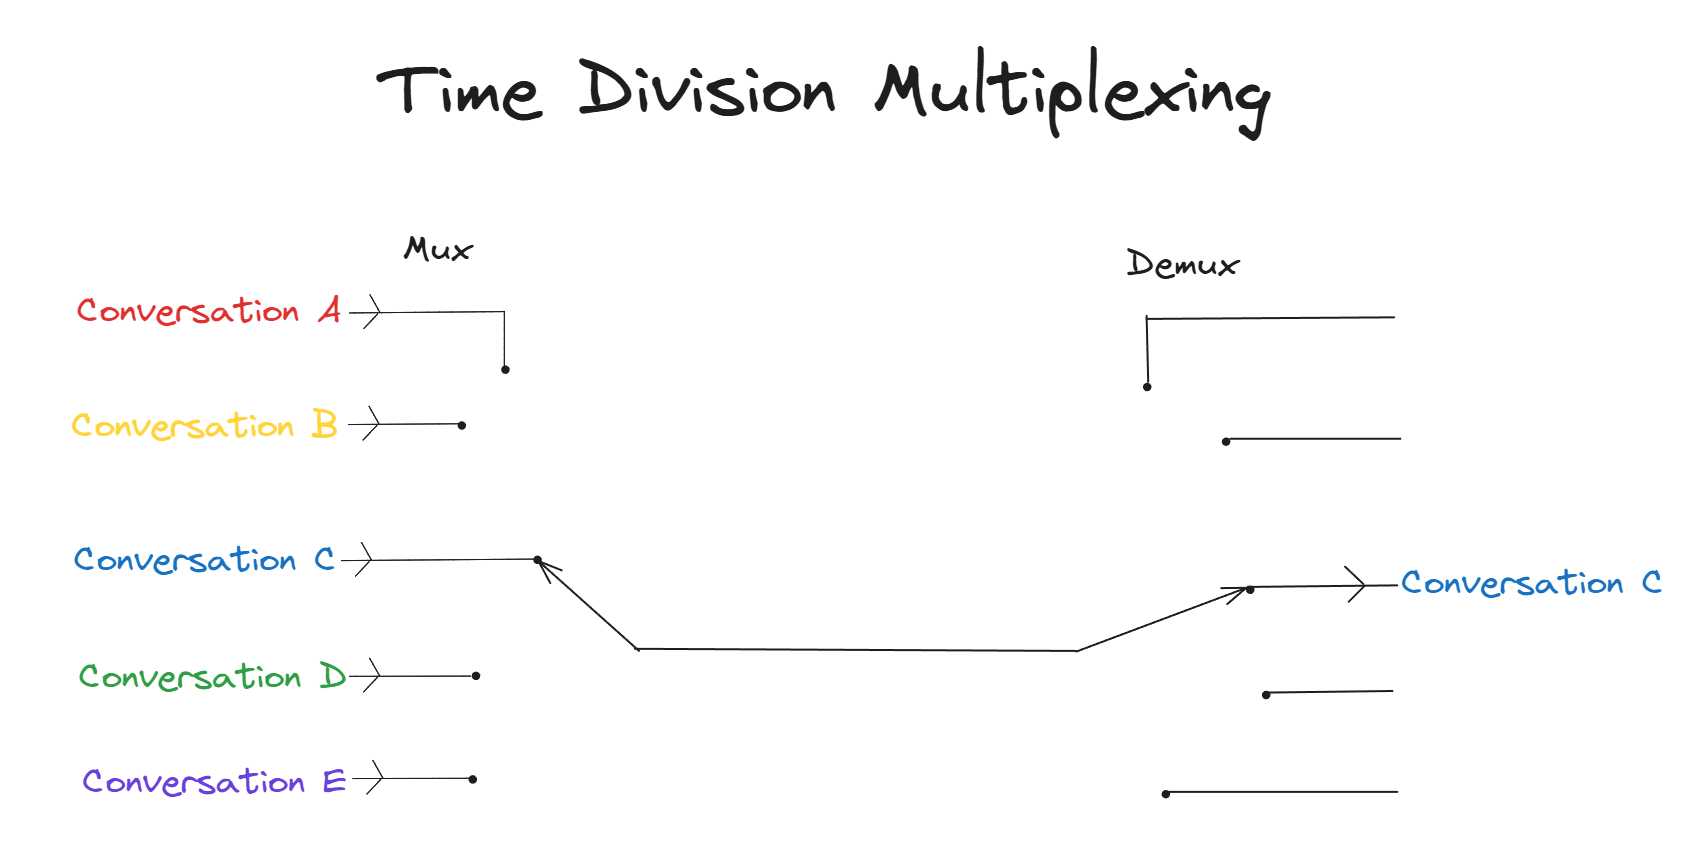 Time Division Multiplexing
Mux
Demux
Conversation A
Conversation B
Conversation C
Conversation C
Conversation D
Conversation E